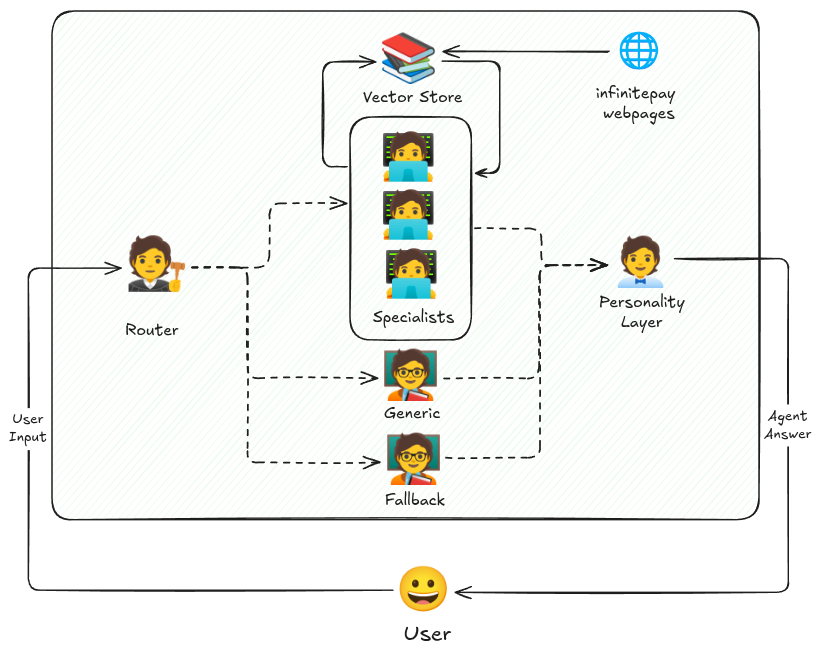 Vector Store
infinitepay
webpages
Specialists
Router
Personality
Layer
Generic
Fallback
User
Input
Agent
Answer
User